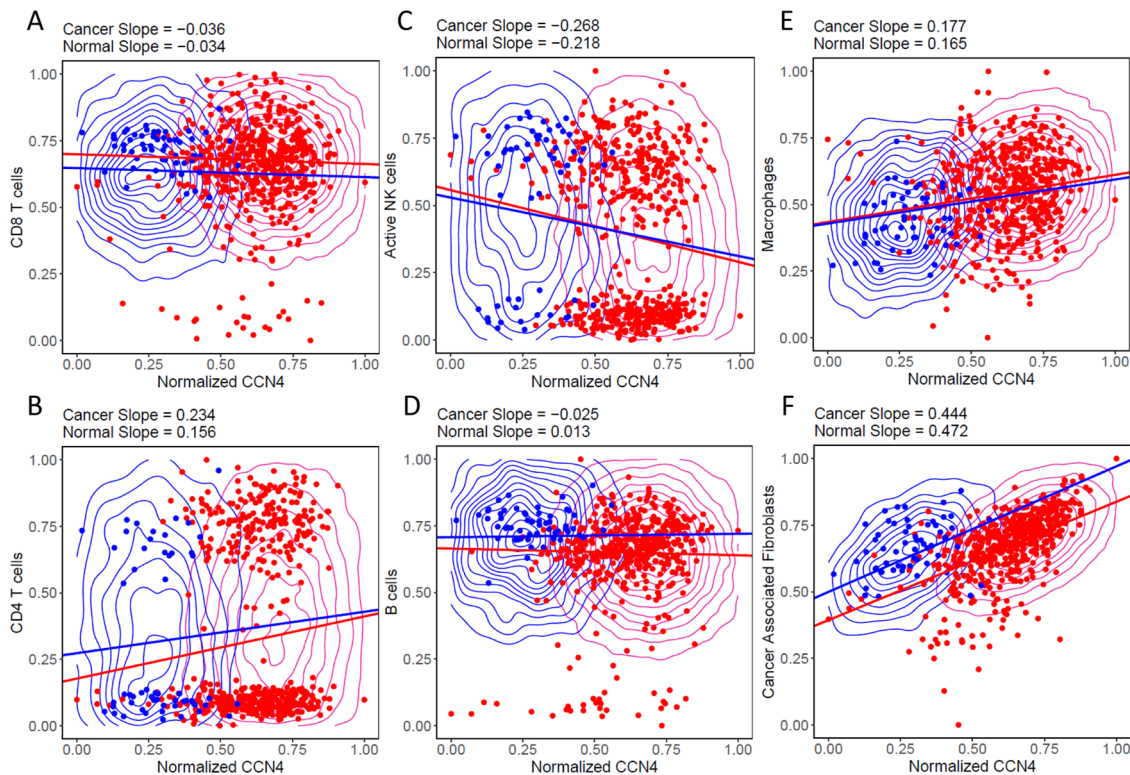 A
Cancer Slope = −0.036
Normal Slope = −0.034
1.00
0.75
0.50
0.25
0.00
CD8 T cells
0.00 0.25 0.50 0.75 1.00
Normalized CCN4
C
Cancer Slope = −0.268
Normal Slope = −0.218
1.00
0.75
0.50
0.25
0.00
Active NK cells
0.00 0.25 0.50 0.75 1.00
Normalized CCN4
E
Cancer Slope = 0.177
Normal Slope = 0.165
1.00
0.75
0.50
0.25
0.00
Macrophages
0.00 0.25 0.50 0.75 1.00
Normalized CCN4
B
Cancer Slope = 0.234
Normal Slope = 0.156
1.00
0.75
0.50
0.25
0.00
CD4 T cells
0.00 0.25 0.50 0.75 1.00
Normalized CCN4
D
Cancer Slope = −0.025
Normal Slope = 0.013
1.00
0.75
0.50
0.25
0.00
B cells
0.00 0.25 0.50 0.75 1.00
Normalized CCN4
F
Cancer Slope = 0.444
Normal Slope = 0.472
1.00
0.75
0.50
0.25
0.00
Cancer Associated Fibroblasts
0.00 0.25 0.50 0.75 1.00
Normalized CCN4